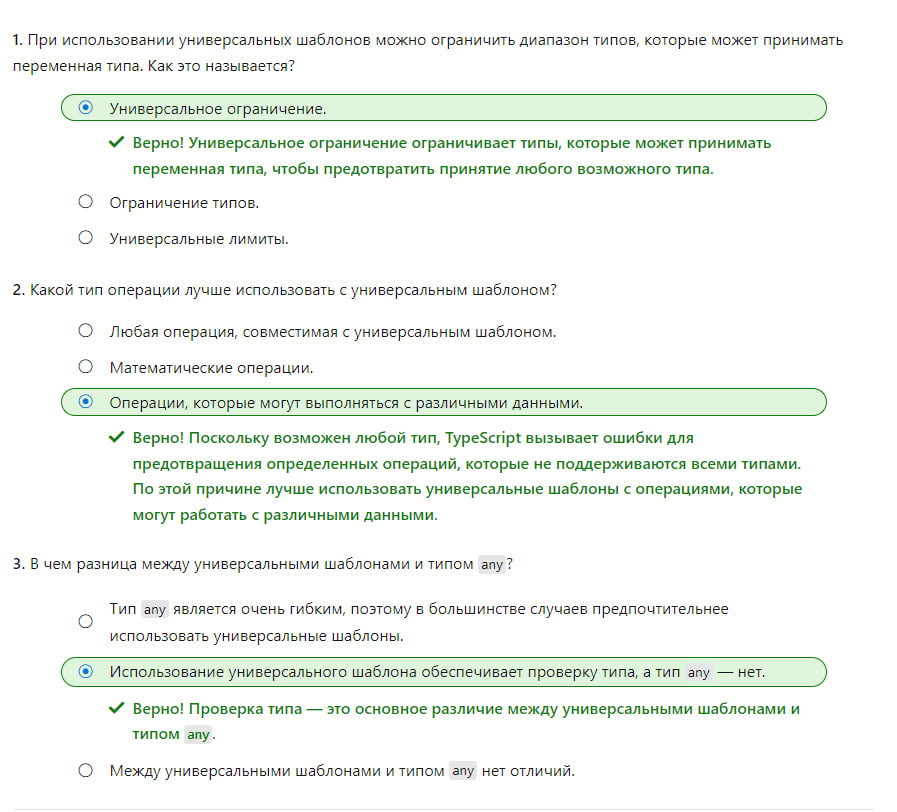 1. При использовании универсальных шаблонов можно ограничить диапазон типов, которые может принимать
переменная типа. Как это называется?
Универсальное ограничение.
Верно! Универсальное ограничение ограничивает типы, которые может принимать
переменная типа, чтобы предотвратить принятие любого возможного типа.
Ограничение типов.
Универсальные лимиты.
2. Какой тип операции лучше использовать с универсальным шаблоном?
Любая операция, совместимая с универсальным шаблоном.
Математические операции.
Операции, которые могут выполняться с различными данными.
Верно! Поскольку возможен любой тип, TypeScript вызывает ошибки для
предотвращения определенных операций, которые не поддерживаются всеми типами.
По этой причине лучше использовать универсальные шаблоны с операциями, которые
могут работать с различными данными.
3. В чем разница между универсальными шаблонами и типом any?
Тип any является очень гибким, поэтому в большинстве случаев предпочтительнее
использовать универсальные шаблоны.
Использование универсального шаблона обеспечивает проверку типа, а тип any — нет.
Верно! Проверка типа — это основное различие между универсальными шаблонами и
типом any.
Между универсальными шаблонами и типом any нет отличий.